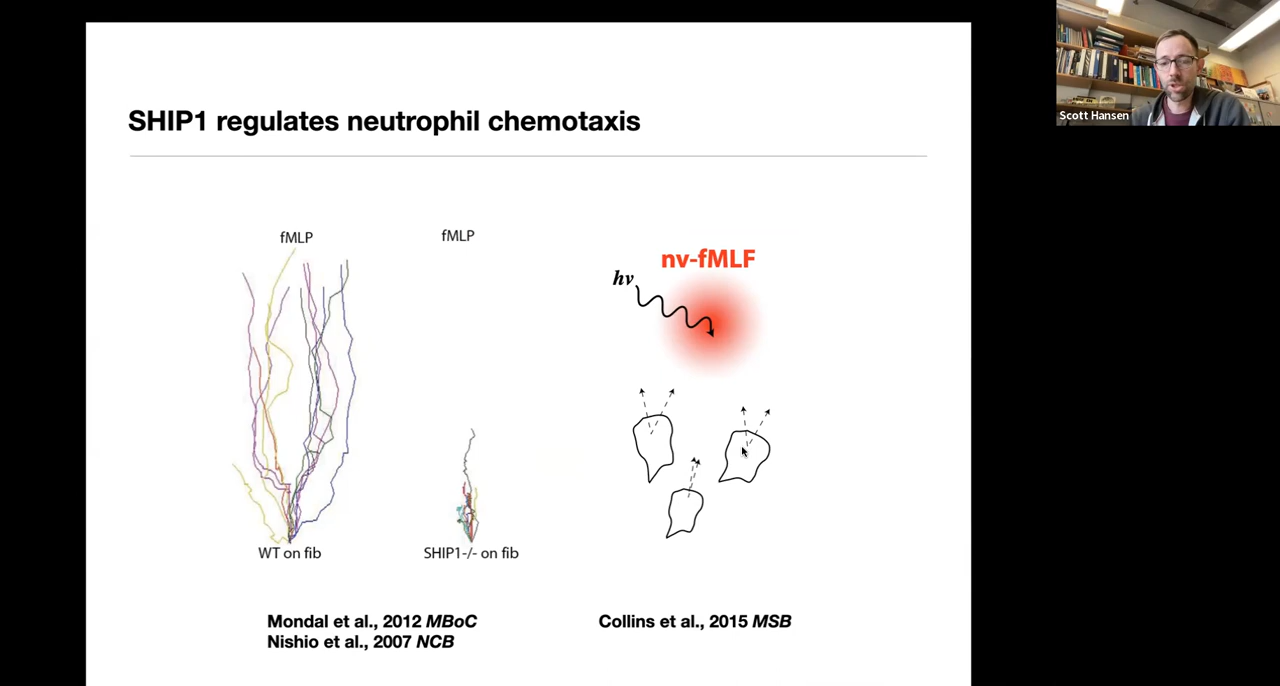 SHIP1 regulates neutrophil chemotaxis
fMLP
fMLP
nv-fMLF
hν
WT on fib
SHIP1-/- on fib
Mondal et al., 2012 MBoC
Nishio et al., 2007 NCB
Collins et al., 2015 MSB
Scott Hansen